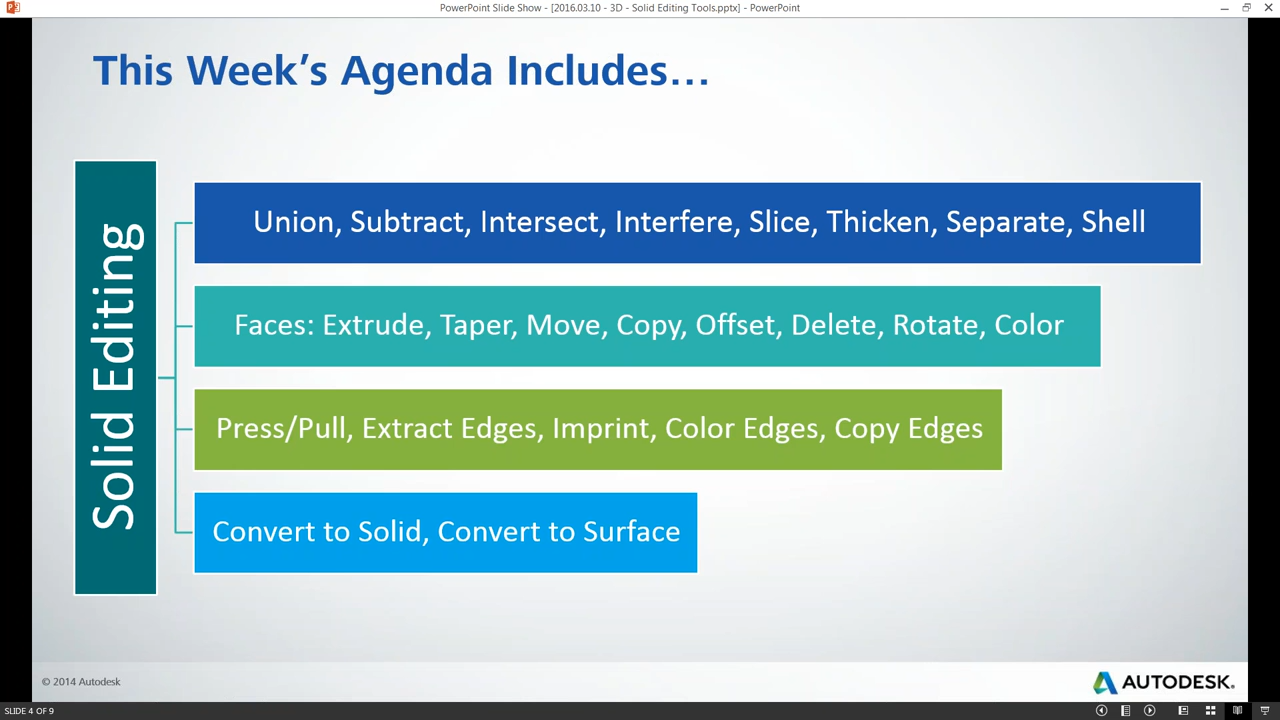 PowerPoint Slide Show - [2016.03.10 - 3D - Solid Editing Tools.pptx] - PowerPoint
This Week's Agenda Includes...
Solid Editing
Union, Subtract, Intersect, Interfere, Slice, Thicken, Separate, Shell
Faces: Extrude, Taper, Move, Copy, Offset, Delete, Rotate, Color
Press/Pull, Extract Edges, Imprint, Color Edges, Copy Edges
Convert to Solid, Convert to Surface
© 2014 Autodesk
AUTODESK.
SLIDE 4 OF 9